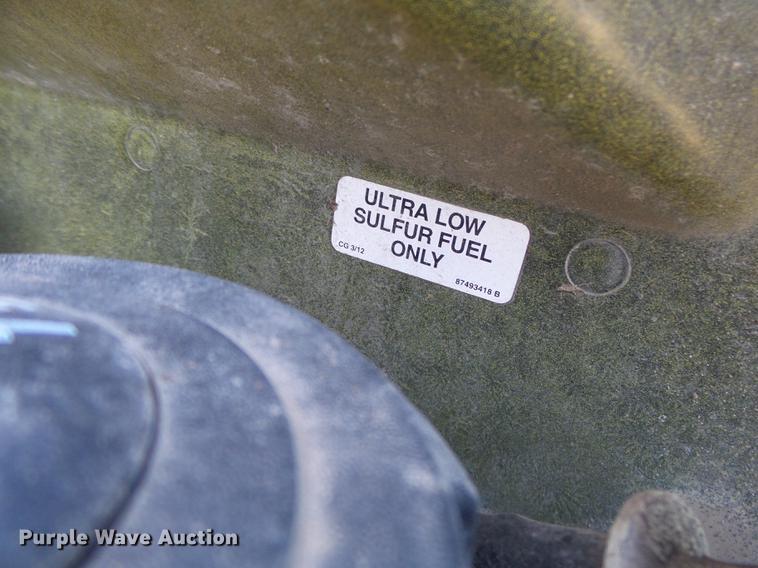 ULTRA LOW
SULFUR FUEL
ONLY
CG 3/12
87493418 B
Purple Wave Auction